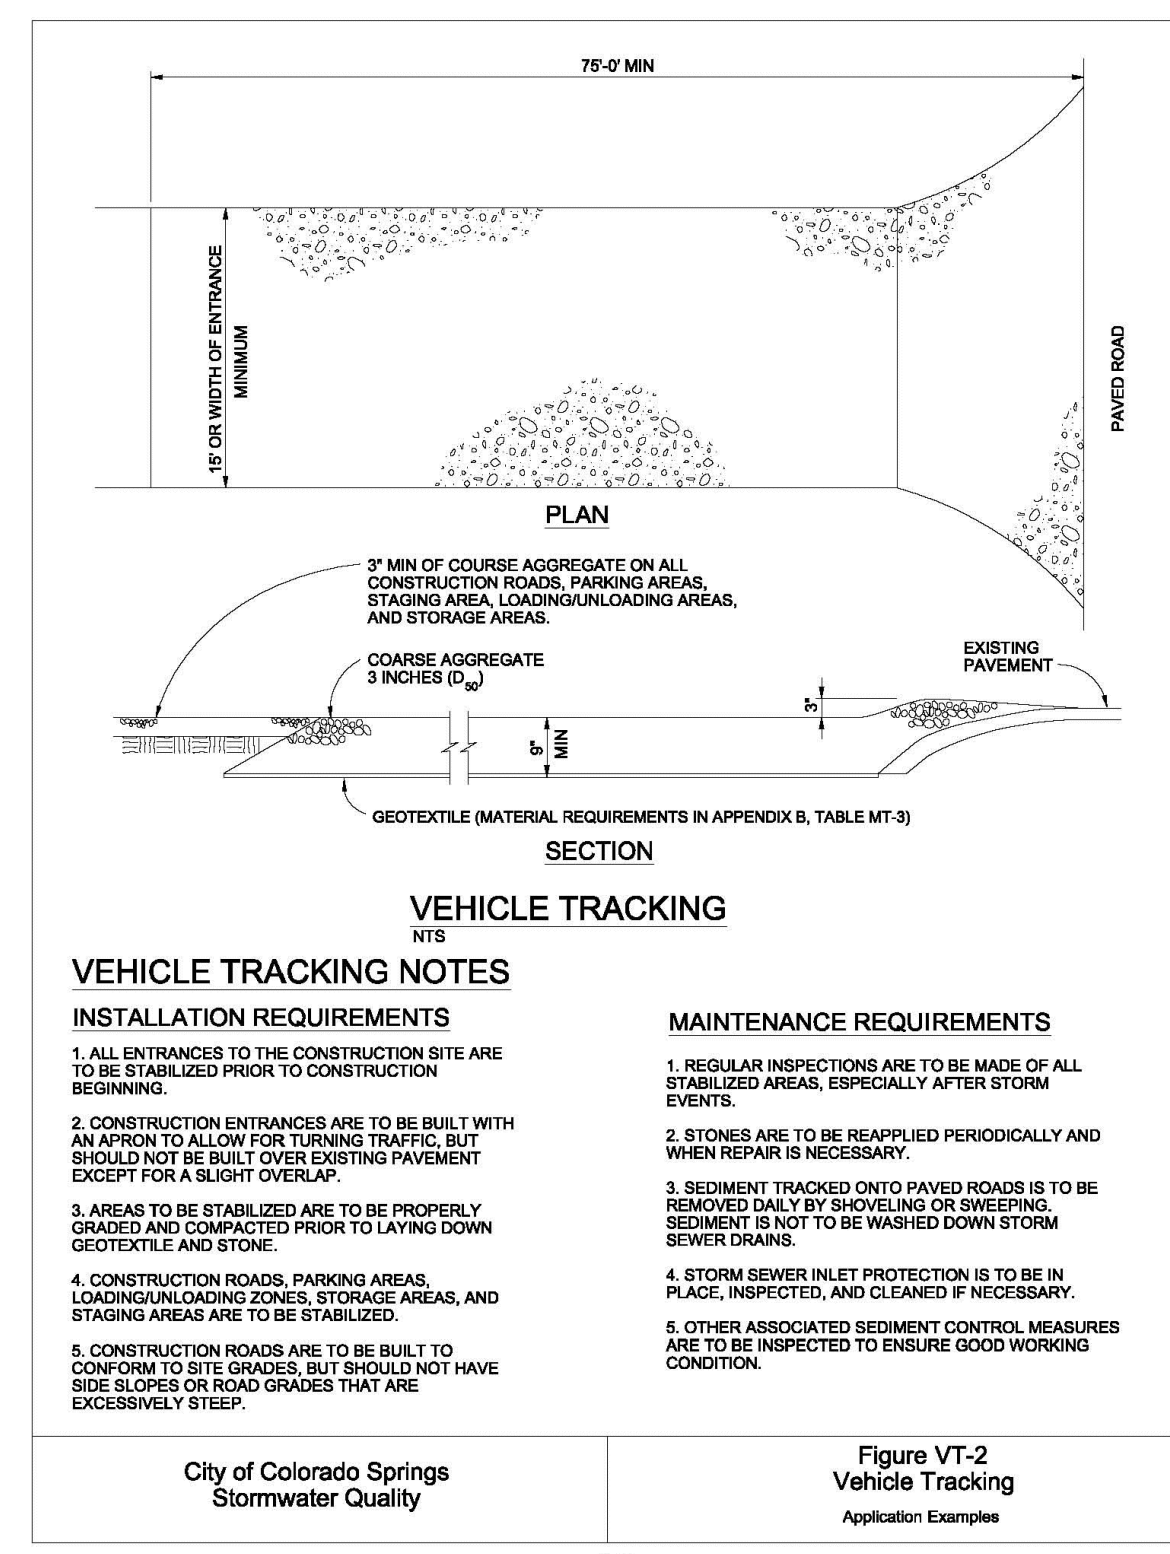 75'-0' MIN
15' OR WIDTH OF ENTRANCE
MINIMUM
PAVED ROAD
PLAN
3" MIN OF COURSE AGGREGATE ON ALL
CONSTRUCTION ROADS, PARKING AREAS,
STAGING AREA, LOADING/UNLOADING AREAS,
AND STORAGE AREAS.
COARSE AGGREGATE
3 INCHES (D50)
EXISTING
PAVEMENT
3"
9"
MIN
GEOTEXTILE (MATERIAL REQUIREMENTS IN APPENDIX B, TABLE MT-3)
SECTION
VEHICLE TRACKING
NTS
VEHICLE TRACKING NOTES
INSTALLATION REQUIREMENTS
1. ALL ENTRANCES TO THE CONSTRUCTION SITE ARE
TO BE STABILIZED PRIOR TO CONSTRUCTION
BEGINNING.
2. CONSTRUCTION ENTRANCES ARE TO BE BUILT WITH
AN APRON TO ALLOW FOR TURNING TRAFFIC, BUT
SHOULD NOT BE BUILT OVER EXISTING PAVEMENT
EXCEPT FOR A SLIGHT OVERLAP.
3. AREAS TO BE STABILIZED ARE TO BE PROPERLY
GRADED AND COMPACTED PRIOR TO LAYING DOWN
GEOTEXTILE AND STONE.
4. CONSTRUCTION ROADS, PARKING AREAS,
LOADING/UNLOADING ZONES, STORAGE AREAS, AND
STAGING AREAS ARE TO BE STABILIZED.
5. CONSTRUCTION ROADS ARE TO BE BUILT TO
CONFORM TO SITE GRADES, BUT SHOULD NOT HAVE
SIDE SLOPES OR ROAD GRADES THAT ARE
EXCESSIVELY STEEP.
MAINTENANCE REQUIREMENTS
1. REGULAR INSPECTIONS ARE TO BE MADE OF ALL
STABILIZED AREAS, ESPECIALLY AFTER STORM
EVENTS.
2. STONES ARE TO BE REAPPLIED PERIODICALLY AND
WHEN REPAIR IS NECESSARY.
3. SEDIMENT TRACKED ONTO PAVED ROADS IS TO BE
REMOVED DAILY BY SHOVELING OR SWEEPING.
SEDIMENT IS NOT TO BE WASHED DOWN STORM
SEWER DRAINS.
4. STORM SEWER INLET PROTECTION IS TO BE IN
PLACE, INSPECTED, AND CLEANED IF NECESSARY.
5. OTHER ASSOCIATED SEDIMENT CONTROL MEASURES
ARE TO BE INSPECTED TO ENSURE GOOD WORKING
CONDITION.
City of Colorado Springs
Stormwater Quality
Figure VT-2
Vehicle Tracking
Application Examples